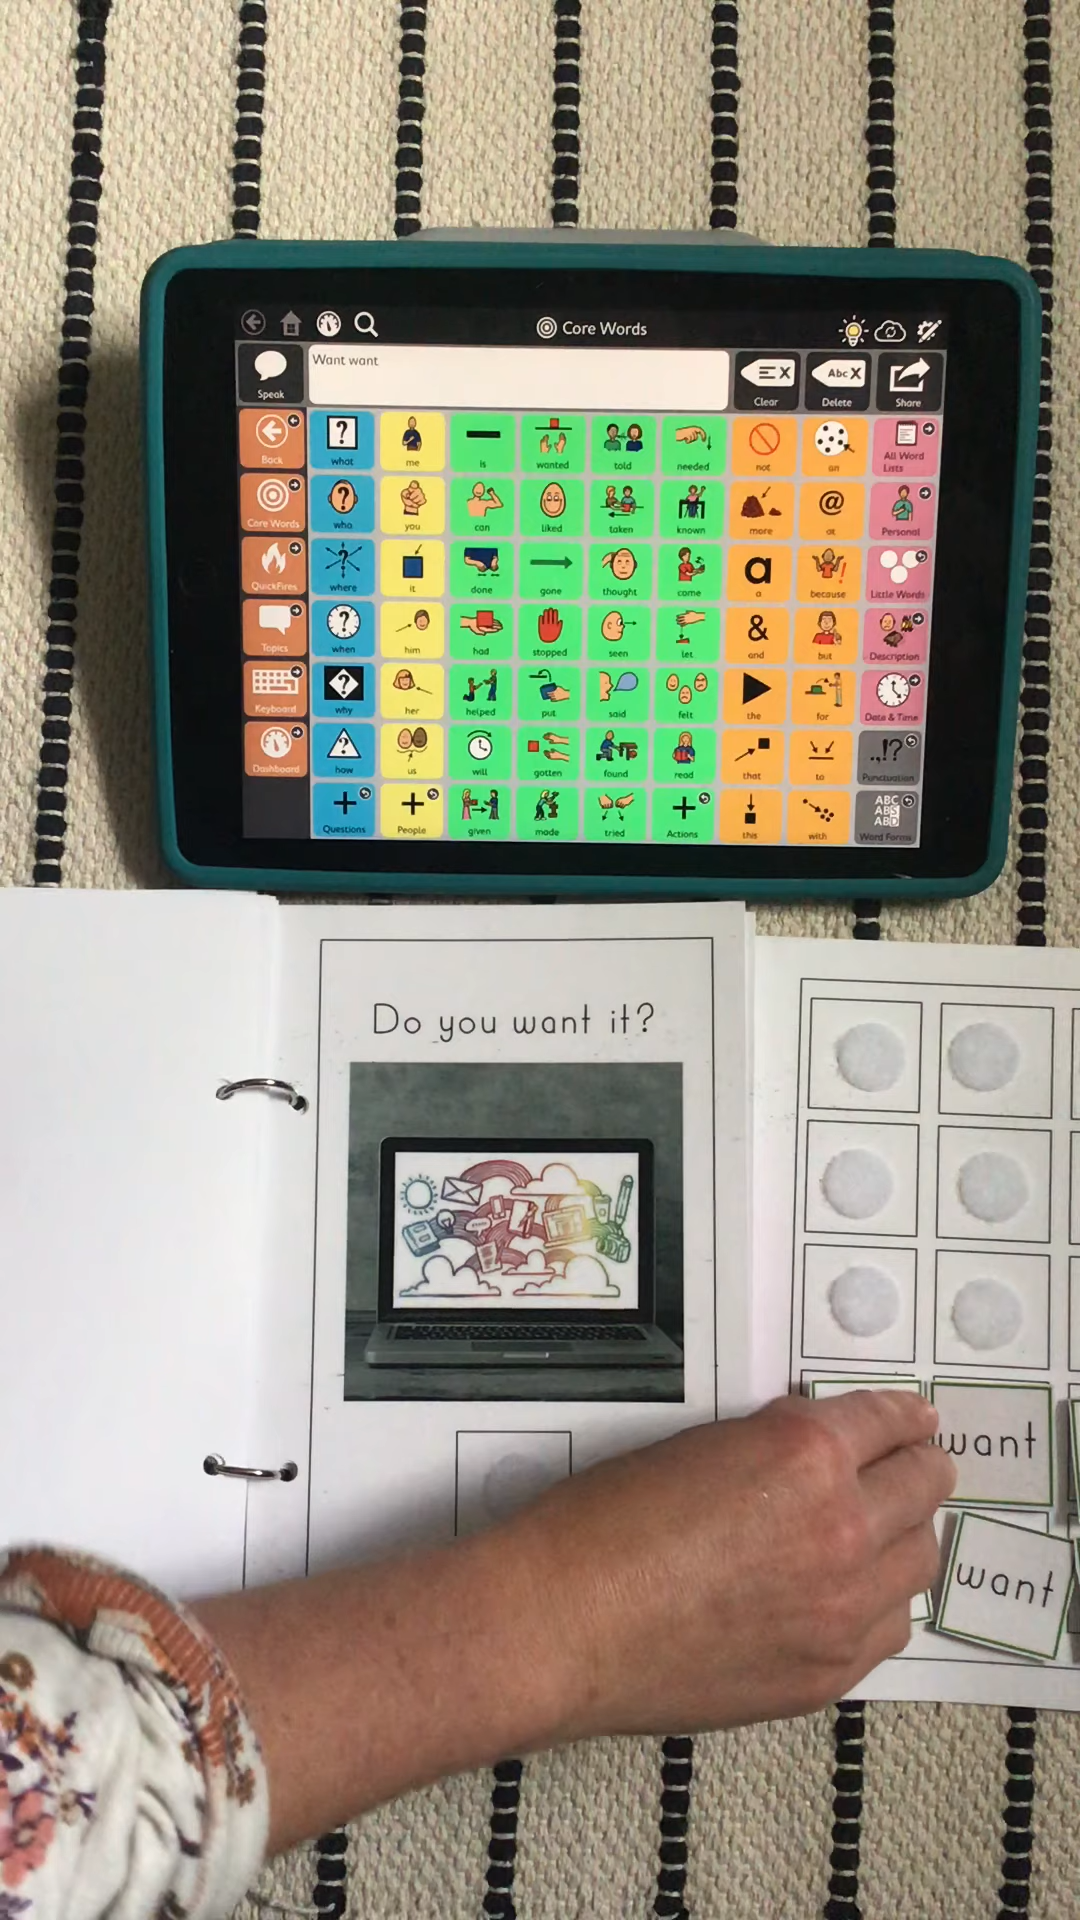 Core Words
Want want
Speak
Clear
Abc X
Delete
Share
Back
what
me
is
wanted
told
needed
not
an
All Word
Lists
Core Words
who
you
can
liked
taken
known
more
@
at
Personal
QuickFires
where
it
done
gone
thought
come
a
a
because
Little Words
Topics
when
him
had
stopped
seen
let
&
and
but
Description
Keyboard
why
her
helped
put
said
felt
the
for
Date & Time
Dashboard
how
us
will
gotten
found
read
that
to
.,!?
Punctuation
Questions
People
given
made
tried
Actions
this
with
ABC
ABS
ABD
Word Forms
Do you want it?
want
want